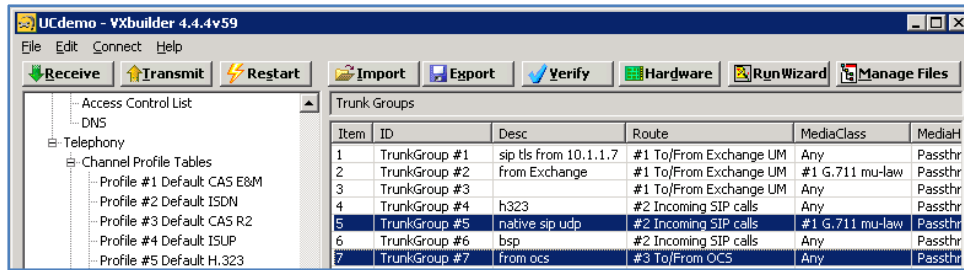 UCdemo - VXbuilder 4.4.4v59
File Edit Connect Help
Receive Transmit Restart Import Export Verify Hardware RunWizard Manage Files
Access Control List
DNS
Telephony
Channel Profile Tables
Profile #1 Default CAS E&M
Profile #2 Default ISDN
Profile #3 Default CAS R2
Profile #4 Default ISUP
Profile #5 Default H.323
Trunk Groups
Item ID Desc Route MediaClass MediaH
1 TrunkGroup #1 sip tls from 10.1.1.7 #1 To/From Exchange UM Any Passthr
2 TrunkGroup #2 from Exchange #1 To/From Exchange UM #1 G.711 mu-law Passthr
3 TrunkGroup #3 #1 To/From Exchange UM Any Passthr
4 TrunkGroup #4 h323 #2 Incoming SIP calls Any Passthr
5 TrunkGroup #5 native sip udp #2 Incoming SIP calls #1 G.711 mu-law Passthr
6 TrunkGroup #6 bsp #2 Incoming SIP calls Any Passthr
7 TrunkGroup #7 from ocs #3 To/From OCS Any Passthr